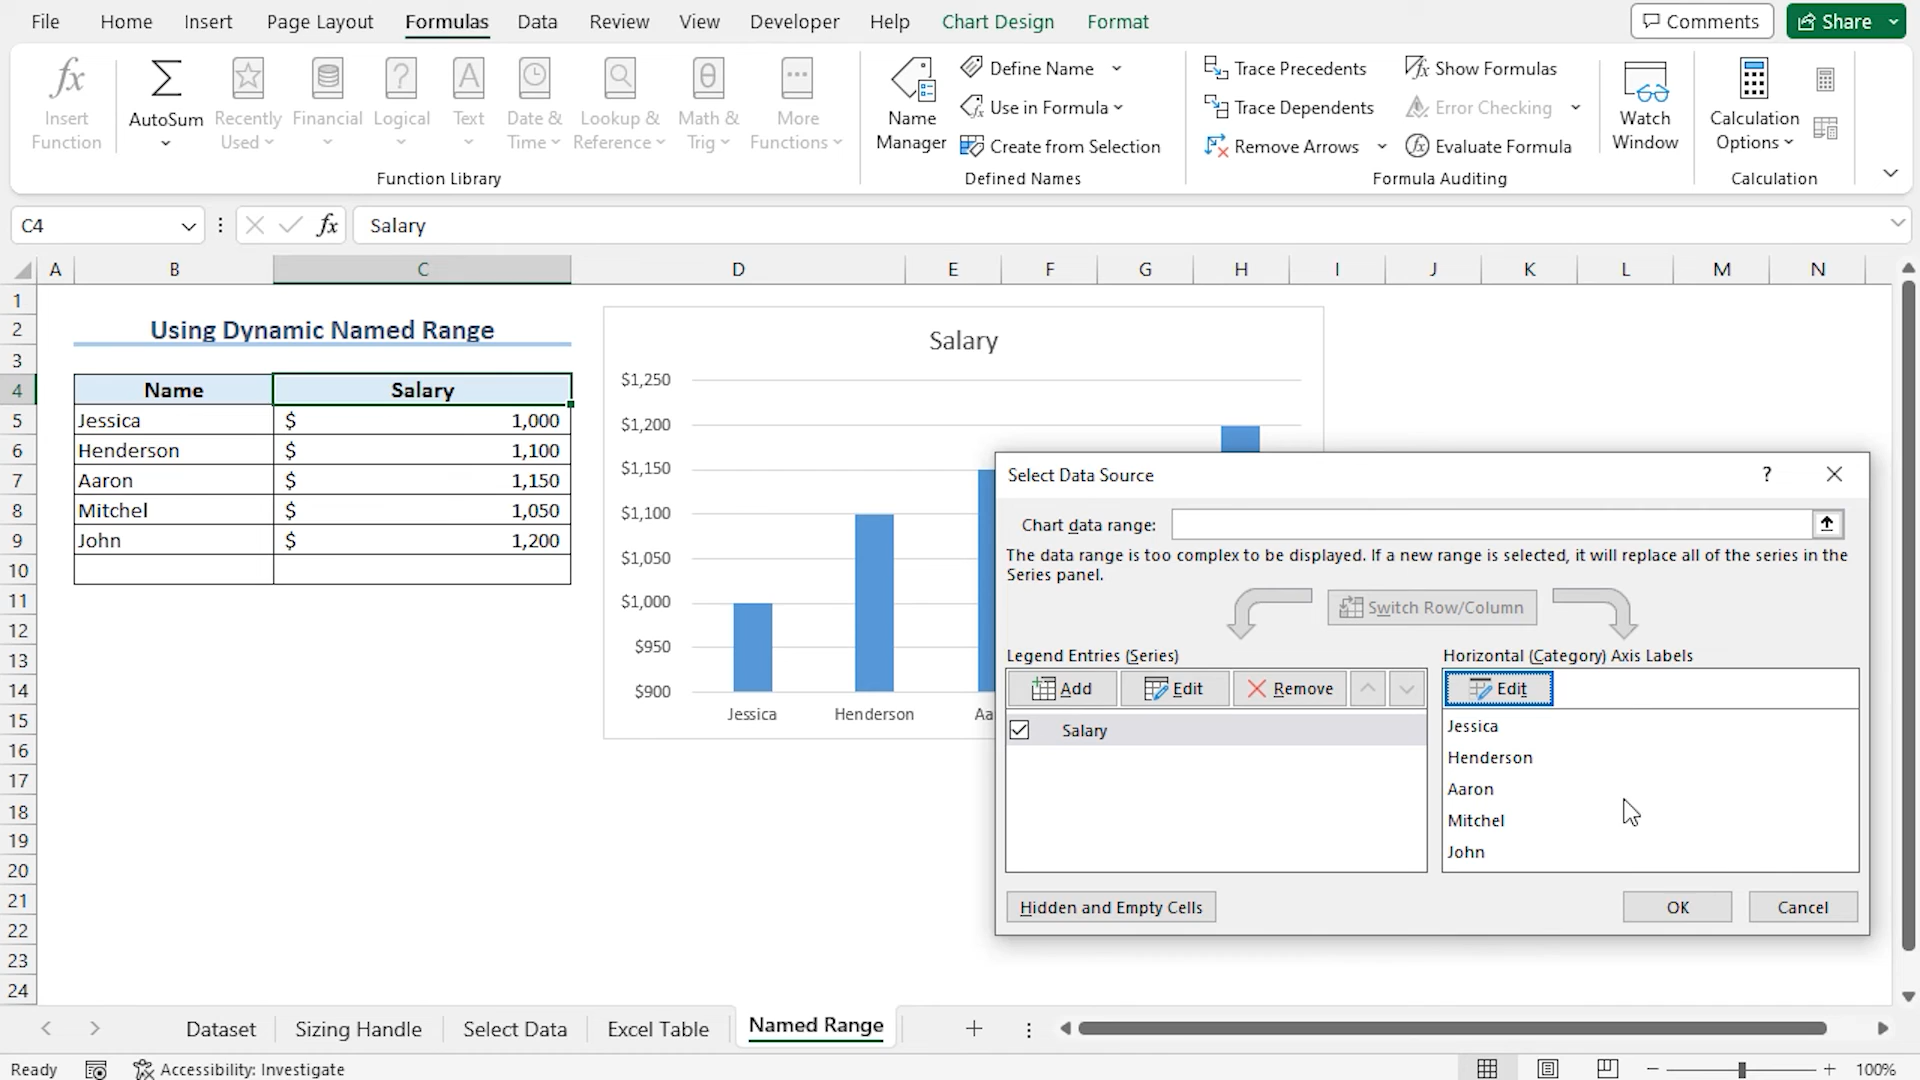 File Home Insert Page Layout Formulas Data Review View Developer Help Chart Design Format Comments Share
Insert Function
AutoSum
Recently Used
Financial
Logical
Text
Date & Time
Lookup & Reference
Math & Trig
More Functions
Function Library
Name Manager
Define Name
Use in Formula
Create from Selection
Defined Names
Trace Precedents
Trace Dependents
Remove Arrows
Show Formulas
Error Checking
Evaluate Formula
Formula Auditing
Watch Window
Calculation Options
Calculation
C4 fx Salary
A B C D E F G H I J K L M N
1
2 Using Dynamic Named Range
3
4 Name Salary
5 Jessica $ 1,000
6 Henderson $ 1,100
7 Aaron $ 1,150
8 Mitchel $ 1,050
9 John $ 1,200
10
11
12
13
14
15
16
17
18
19
20
21
22
23
24
Salary
$1,250
$1,200
$1,150
$1,100
$1,050
$1,000
$950
$900
Jessica Henderson Aa
Select Data Source ?
Chart data range:
The data range is too complex to be displayed. If a new range is selected, it will replace all of the series in the
Series panel.
Switch Row/Column
Legend Entries (Series)
Add Edit Remove
Salary
Horizontal (Category) Axis Labels
Edit
Jessica
Henderson
Aaron
Mitchel
John
Hidden and Empty Cells OK Cancel
Dataset Sizing Handle Select Data Excel Table Named Range
Ready Accessibility: Investigate 100%